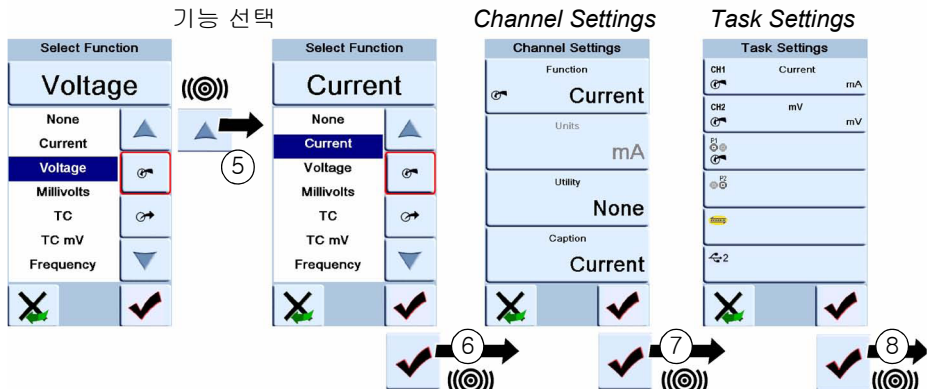 기능 선택
Channel Settings
Task Settings
Select Function
Voltage
None
Current
Voltage
Millivolts
TC
TC mV
Frequency
5
Select Function
Current
None
Current
Voltage
Millivolts
TC
TC mV
Frequency
Channel Settings
Function
Current
Units
mA
Utility
None
Caption
Current
Task Settings
CH1 Current
mA
CH2 mV
mV
P1
P2
2
6
7
8